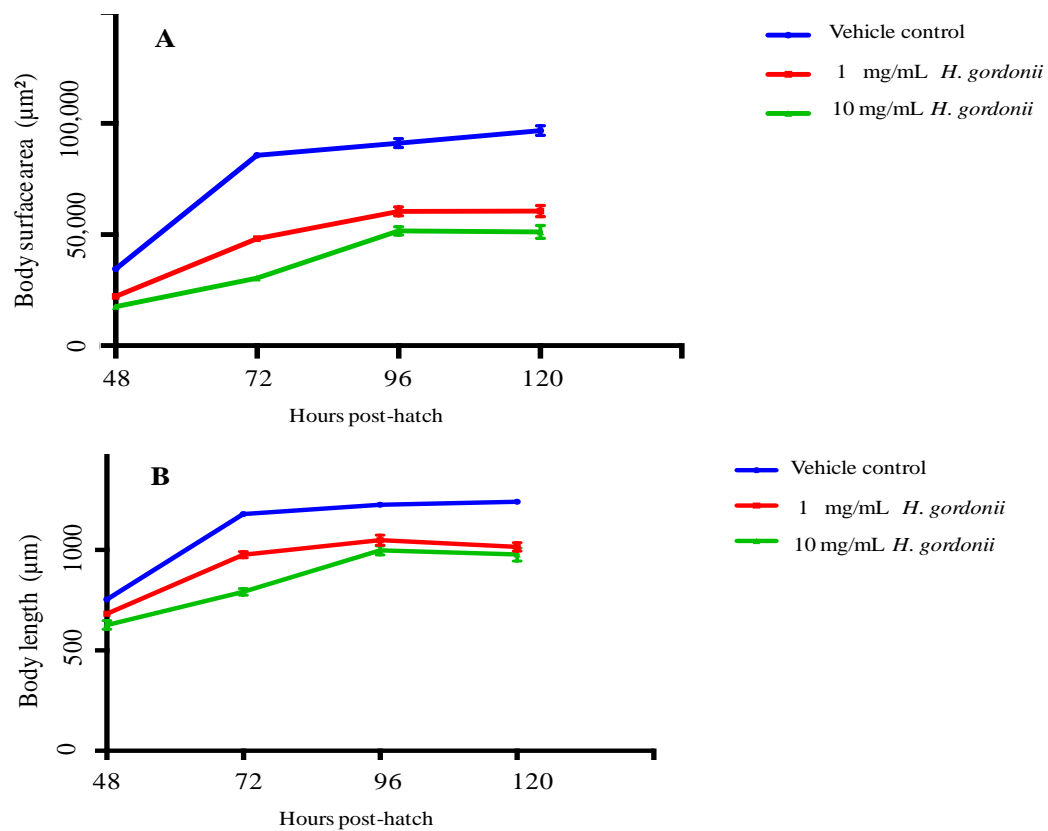 A
Vehicle control
1 mg/mL H. gordonii
10 mg/mL H. gordonii
Body surface area (µm²)
100,000
50,000
0
48 72 96 120
Hours post-hatch
B
Vehicle control
1 mg/mL H. gordonii
10 mg/mL H. gordonii
Body length (µm)
1000
500
0
48 72 96 120
Hours post-hatch